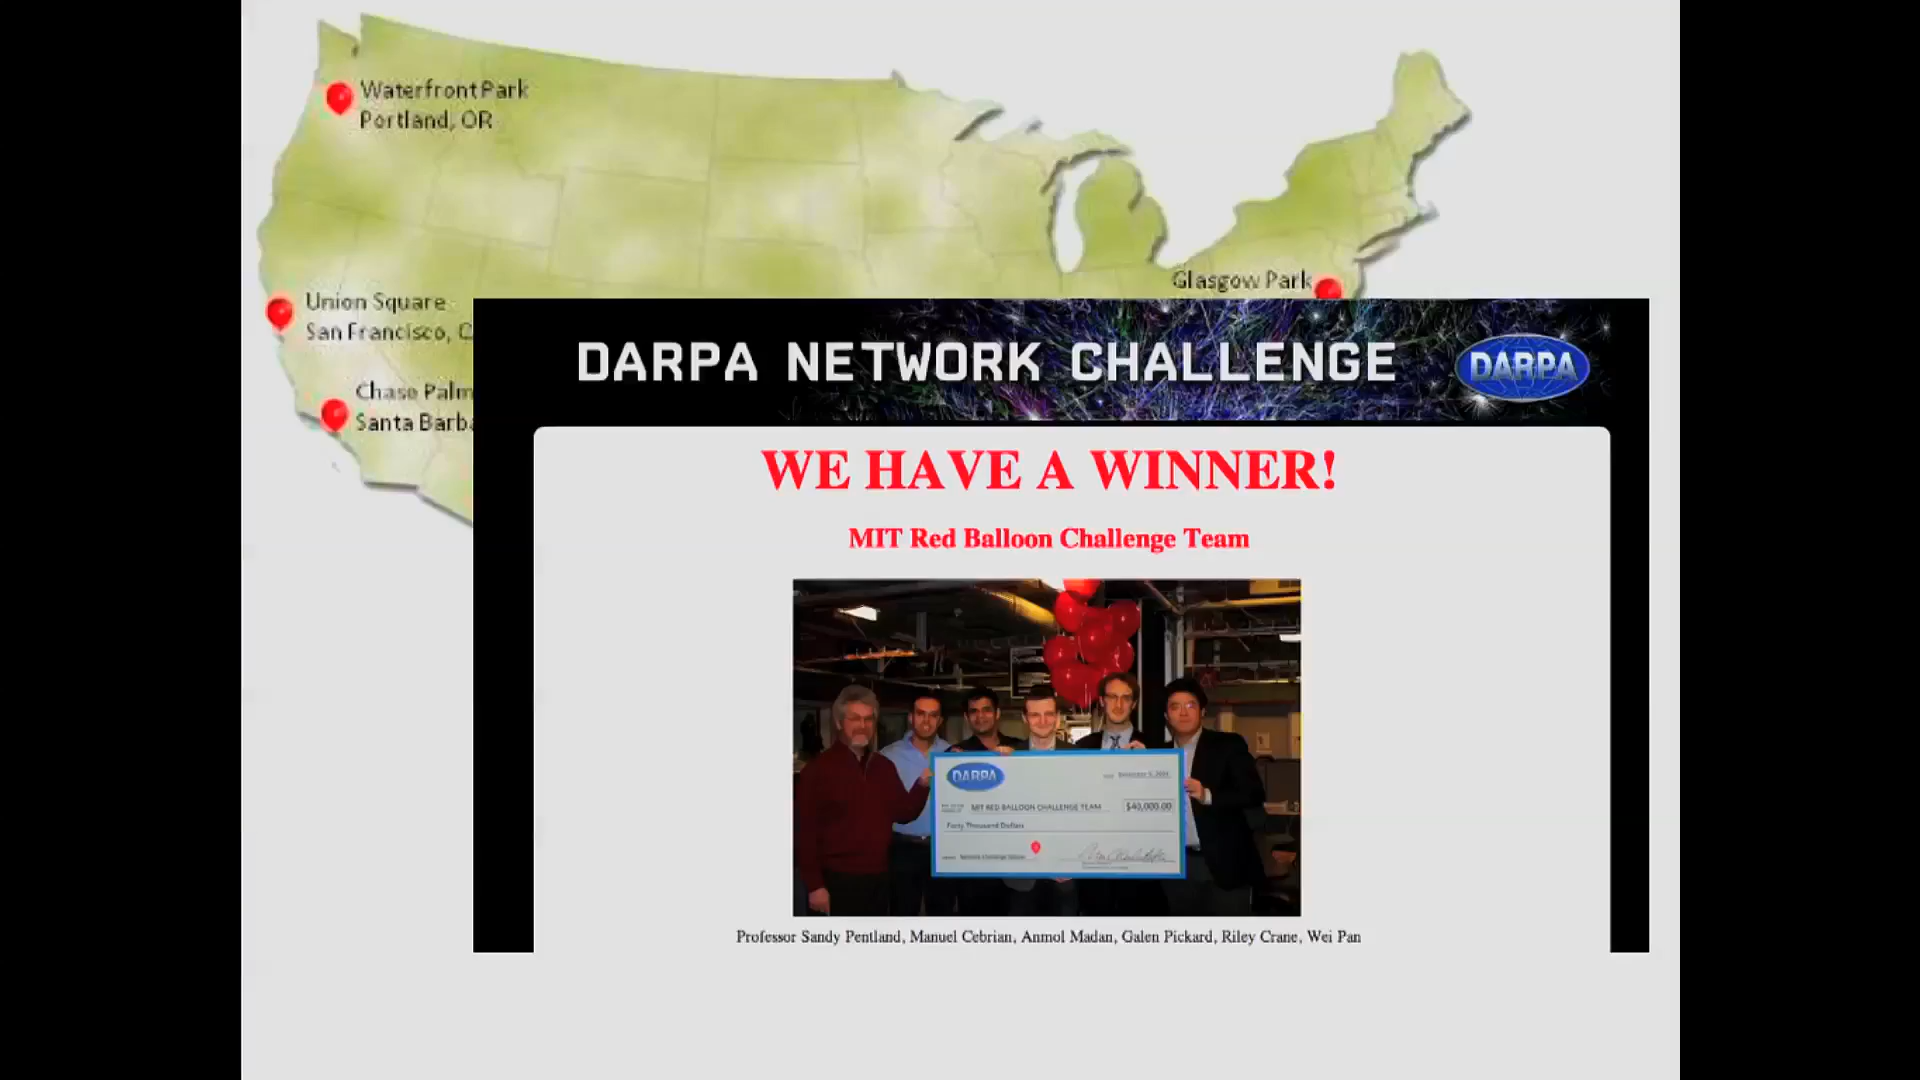 Waterfront Park
Portland, OR
Glasgow Park
Union Square
San Francisco, C
Chase Palm
Santa Barba
DARPA NETWORK CHALLENGE
DARPA
WE HAVE A WINNER!
MIT Red Balloon Challenge Team
DARPA
MIT RED BALLOON CHALLENGE TEAM
$40,000.00
Forty Thousand Dollars
Professor Sandy Pentland, Manuel Cebrian, Anmol Madan, Galen Pickard, Riley Crane, Wei Pan